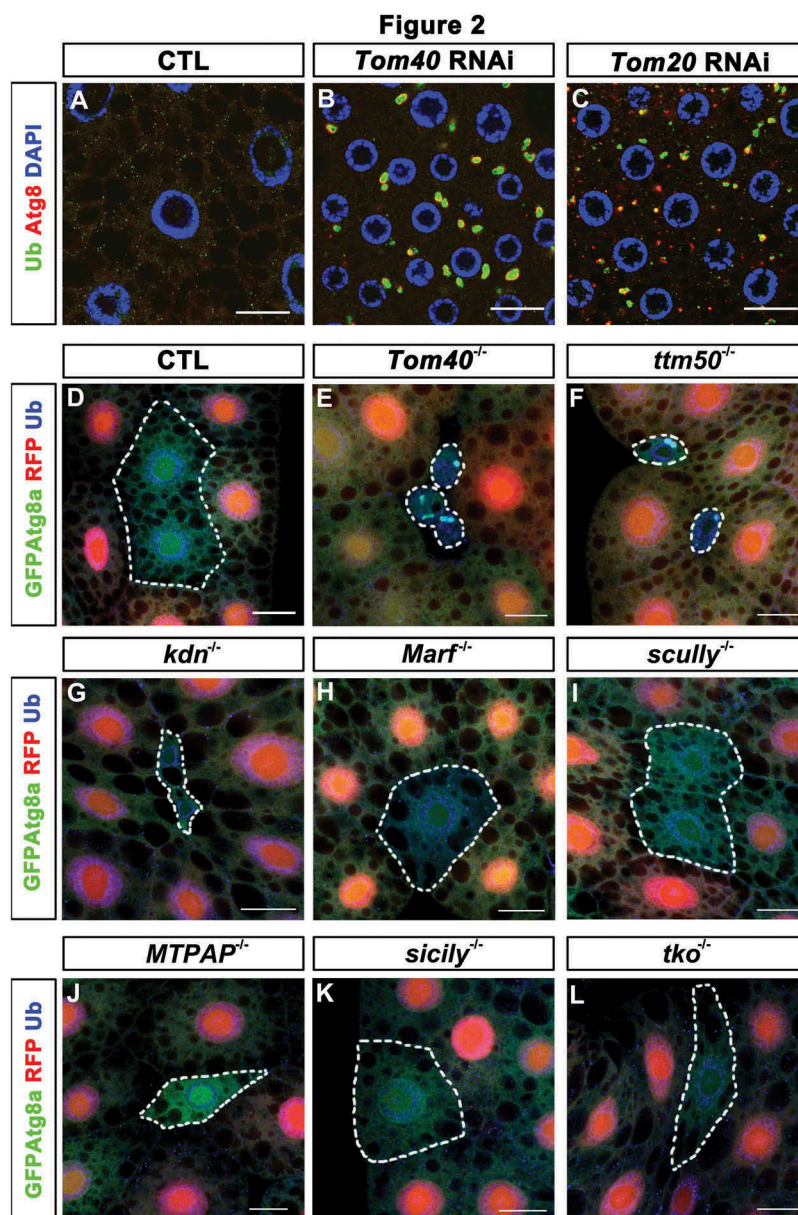 Figure 2
CTL
Tom40 RNAi
Tom20 RNAi
Ub Atg8 DAPI
A
B
C
CTL
Tom40-/-
ttm50-/-
GFPAtg8a RFP Ub
D
E
F
kdn-/-
Marf-/-
scully-/-
GFPAtg8a RFP Ub
G
H
I
MTPAP-/-
sicily-/-
tko-/-
GFPAtg8a RFP Ub
J
K
L